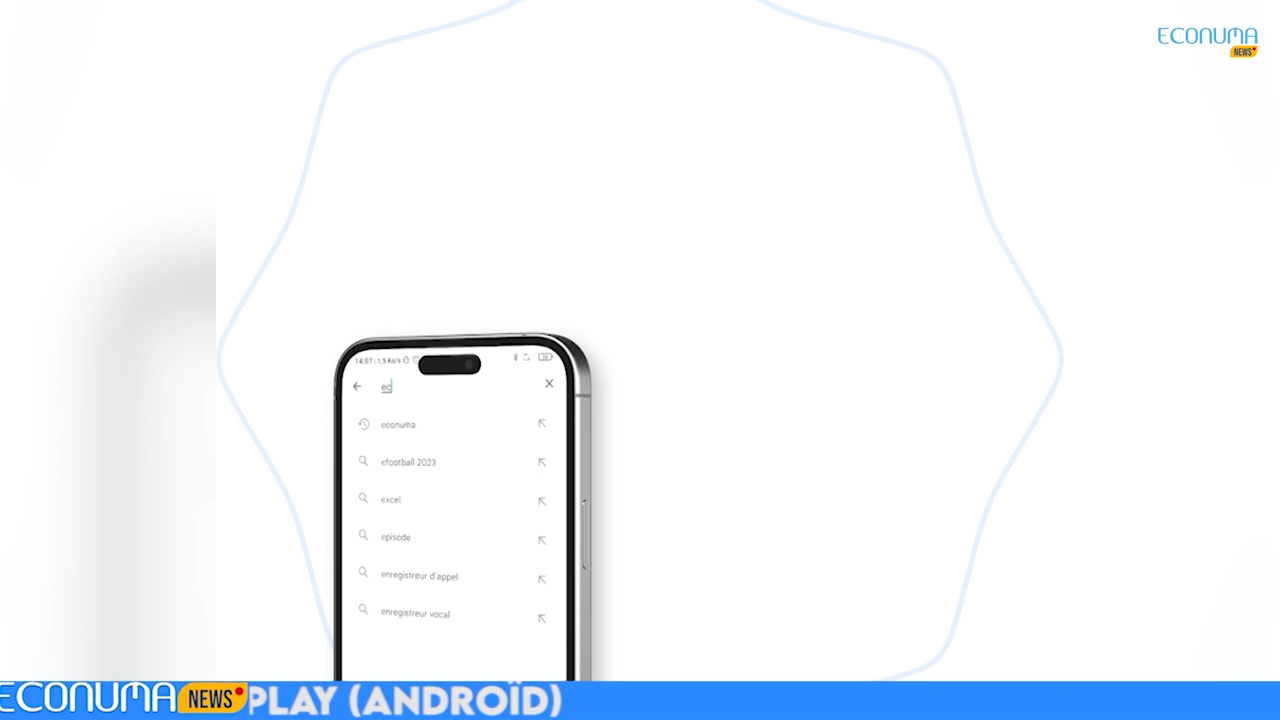 ECONUMA
NEWS
14:07 | 1,5 Ko/s
ec
econuma
efootball 2023
excel
episode
enregistreur d'appel
enregistreur vocal
ECONUMA NEWS PLAY (ANDROÏD)